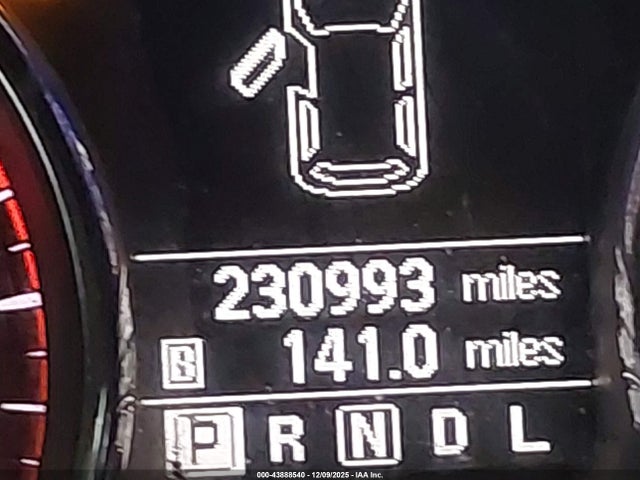 230993 miles
B 141.0 miles
P R N D L
000-43888540 - 12/09/2025 - IAA Inc.